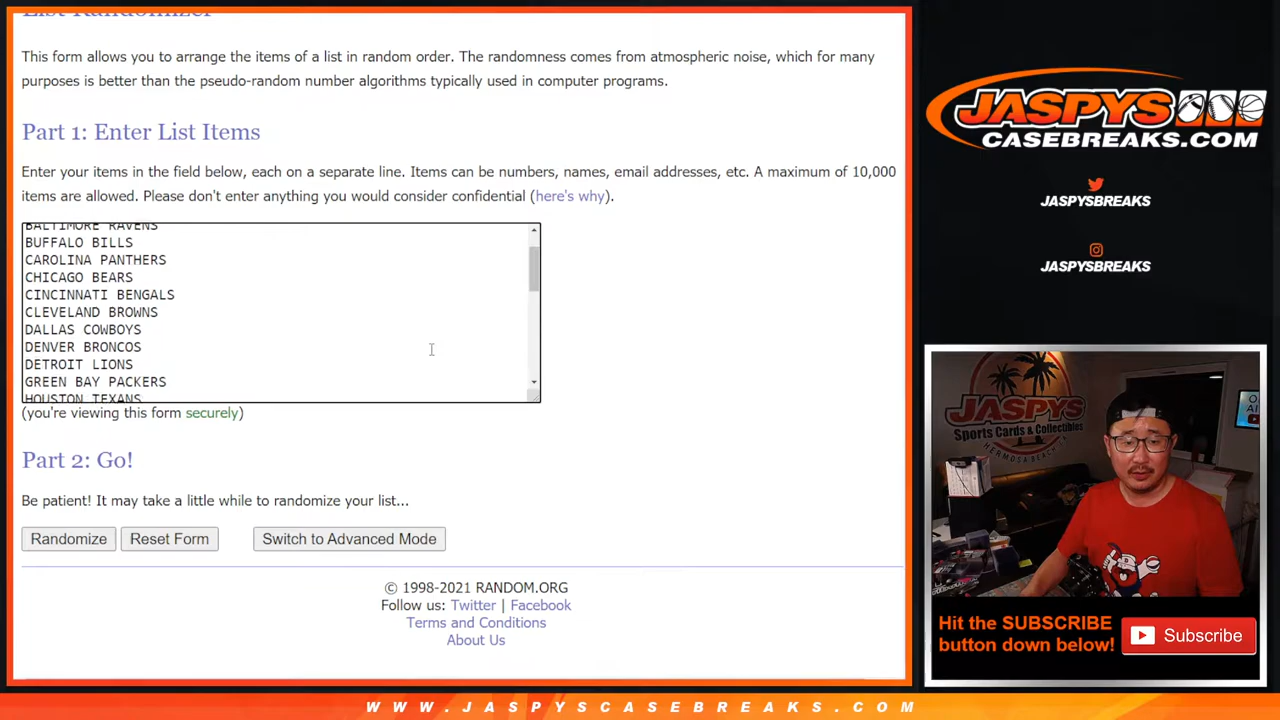 List Randomizer
This form allows you to arrange the items of a list in random order. The randomness comes from atmospheric noise, which for many
purposes is better than the pseudo-random number algorithms typically used in computer programs.
Part 1: Enter List Items
Enter your items in the field below, each on a separate line. Items can be numbers, names, email addresses, etc. A maximum of 10,000
items are allowed. Please don't enter anything you would consider confidential (here's why).
BALTIMORE RAVENS
BUFFALO BILLS
CAROLINA PANTHERS
CHICAGO BEARS
CINCINNATI BENGALS
CLEVELAND BROWNS
DALLAS COWBOYS
DENVER BRONCOS
DETROIT LIONS
GREEN BAY PACKERS
HOUSTON TEXANS
(you're viewing this form securely)
Part 2: Go!
Be patient! It may take a little while to randomize your list...
Randomize Reset Form Switch to Advanced Mode
© 1998-2021 RANDOM.ORG
Follow us: Twitter | Facebook
Terms and Conditions
About Us
JASPYS
CASEBREAKS.COM
JASPYSBREAKS
JASPYSBREAKS
JASPYS
Sports Cards & Collectibles
HERMOSA BEACH, CA
Hit the SUBSCRIBE
button down below!
Subscribe
WWW.JASPYSCASEBREAKS.COM